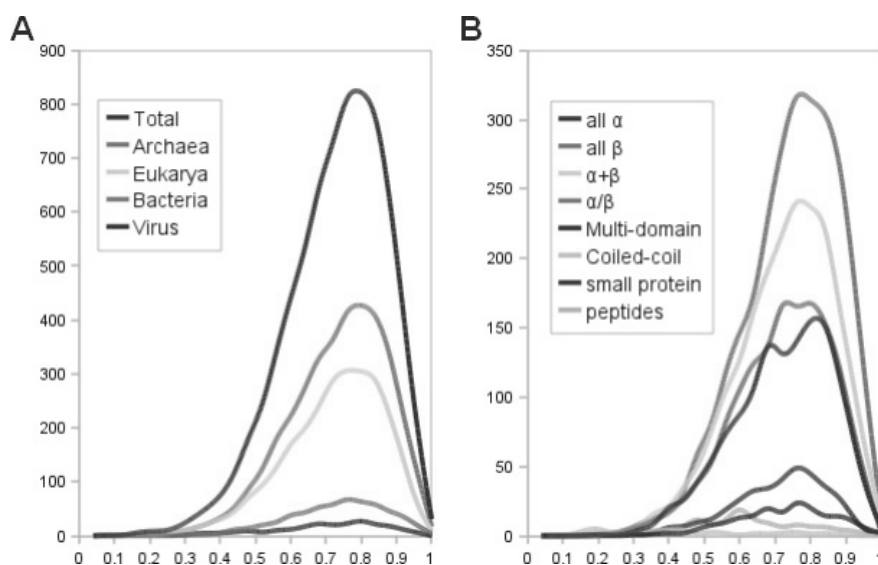 A
900
800
700
600
500
400
300
200
100
0
0 0.1 0.2 0.3 0.4 0.5 0.6 0.7 0.8 0.9 1
Total
Archaea
Eukarya
Bacteria
Virus
B
350
300
250
200
150
100
50
0
0 0.1 0.2 0.3 0.4 0.5 0.6 0.7 0.8 0.9 1
all α
all β
α+β
α/β
Multi-domain
Coiled-coil
small protein
peptides